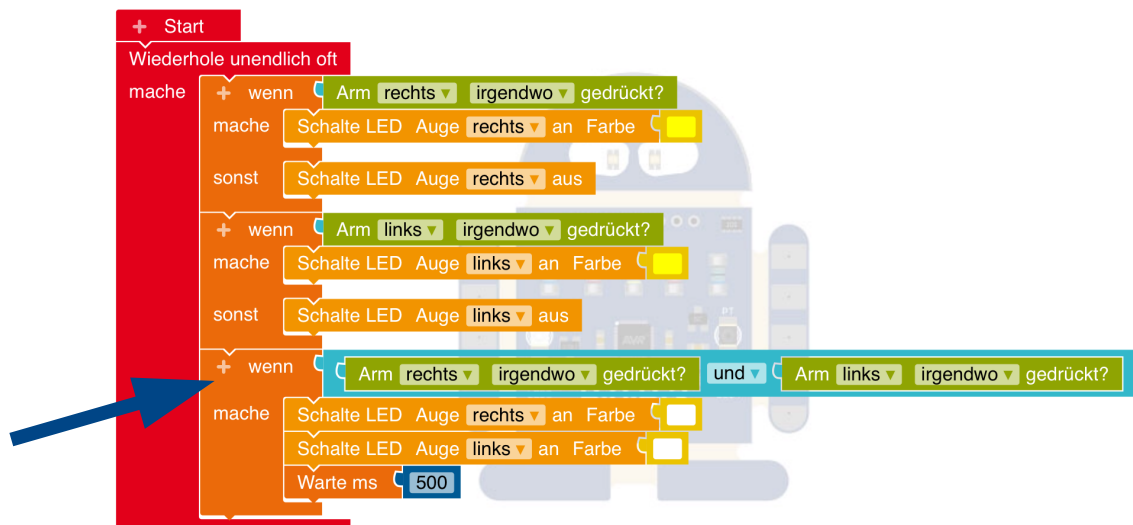 + Start
Wiederhole unendlich oft
mache + wenn Arm rechts irgendwo gedrückt?
mache Schalte LED Auge rechts an Farbe
sonst Schalte LED Auge rechts aus
+ wenn Arm links irgendwo gedrückt?
mache Schalte LED Auge links an Farbe
sonst Schalte LED Auge links aus
+ wenn Arm rechts irgendwo gedrückt? und Arm links irgendwo gedrückt?
mache Schalte LED Auge rechts an Farbe
Schalte LED Auge links an Farbe
Warte ms 500